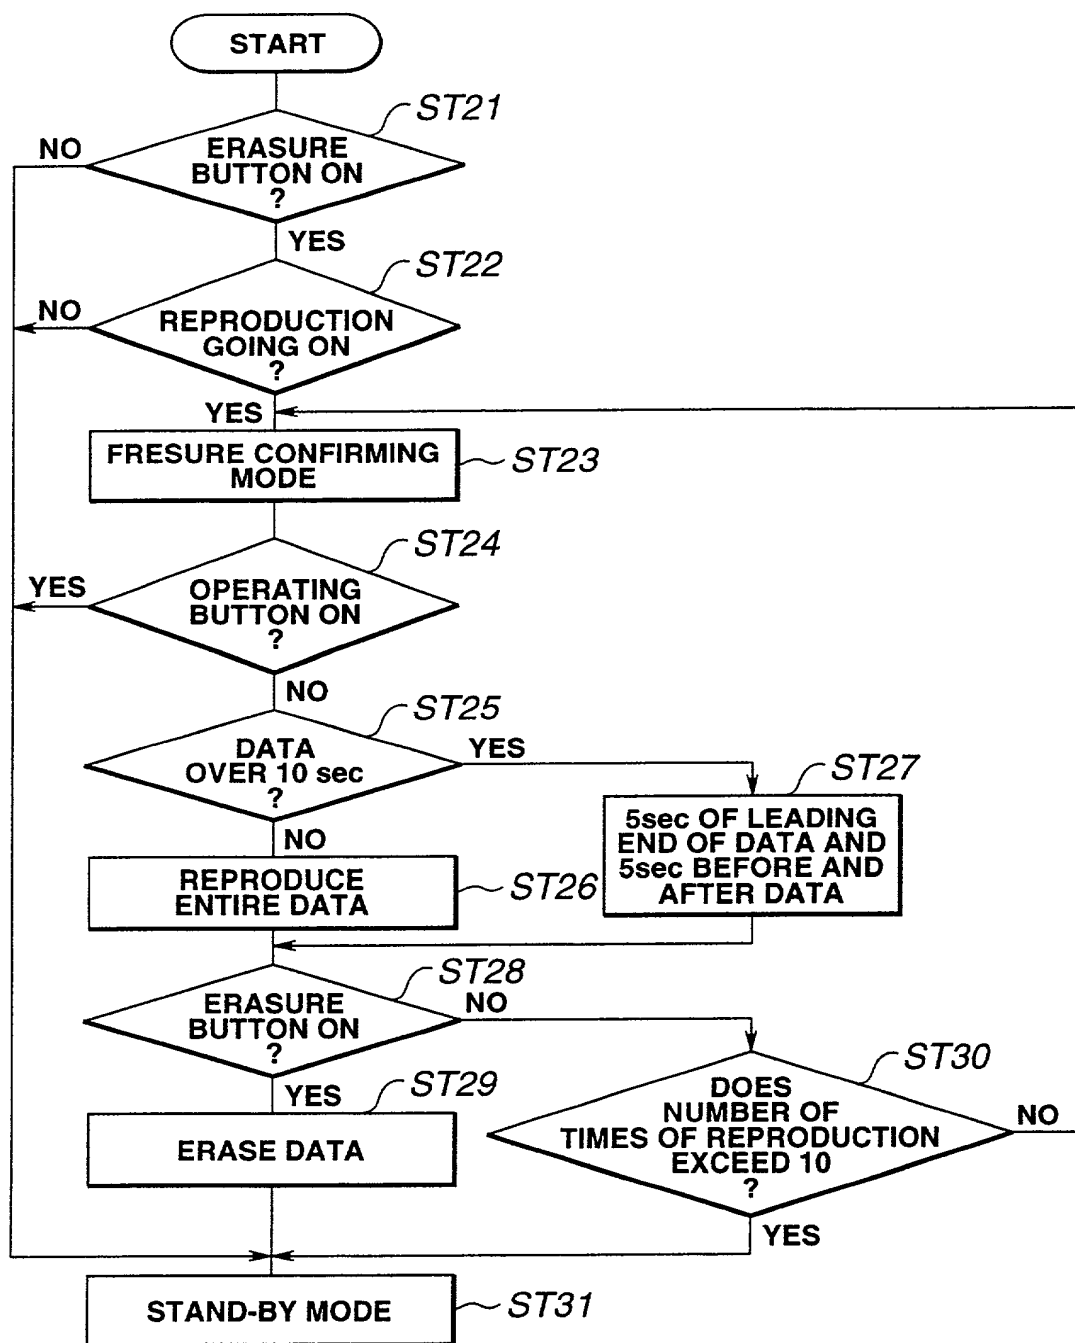 START
ST21
NO
ERASURE
BUTTON ON
?
YES
ST22
NO
REPRODUCTION
GOING ON
?
YES
FRESURE CONFIRMING
MODE
ST23
ST24
YES
OPERATING
BUTTON ON
?
NO
ST25
DATA
OVER 10 sec
?
YES
ST27
5sec OF LEADING
END OF DATA AND
5sec BEFORE AND
AFTER DATA
NO
REPRODUCE
ENTIRE DATA
ST26
ST28
ERASURE
BUTTON ON
?
NO
YES
ST29
ERASE DATA
ST30
DOES
NUMBER OF
TIMES OF REPRODUCTION
EXCEED 10
?
NO
YES
STAND-BY MODE
ST31